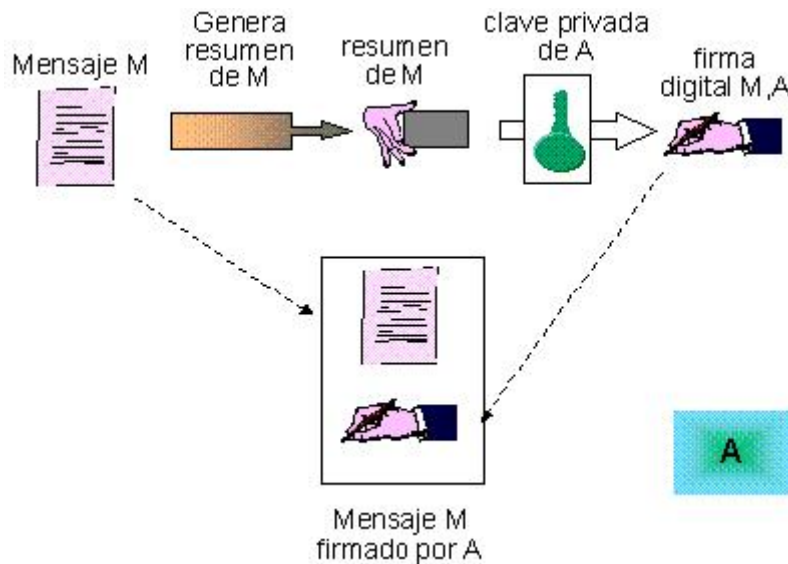 Mensaje M
Genera
resumen
de M
resumen
de M
clave privada
de A
firma
digital M,A
Mensaje M
firmado por A
A